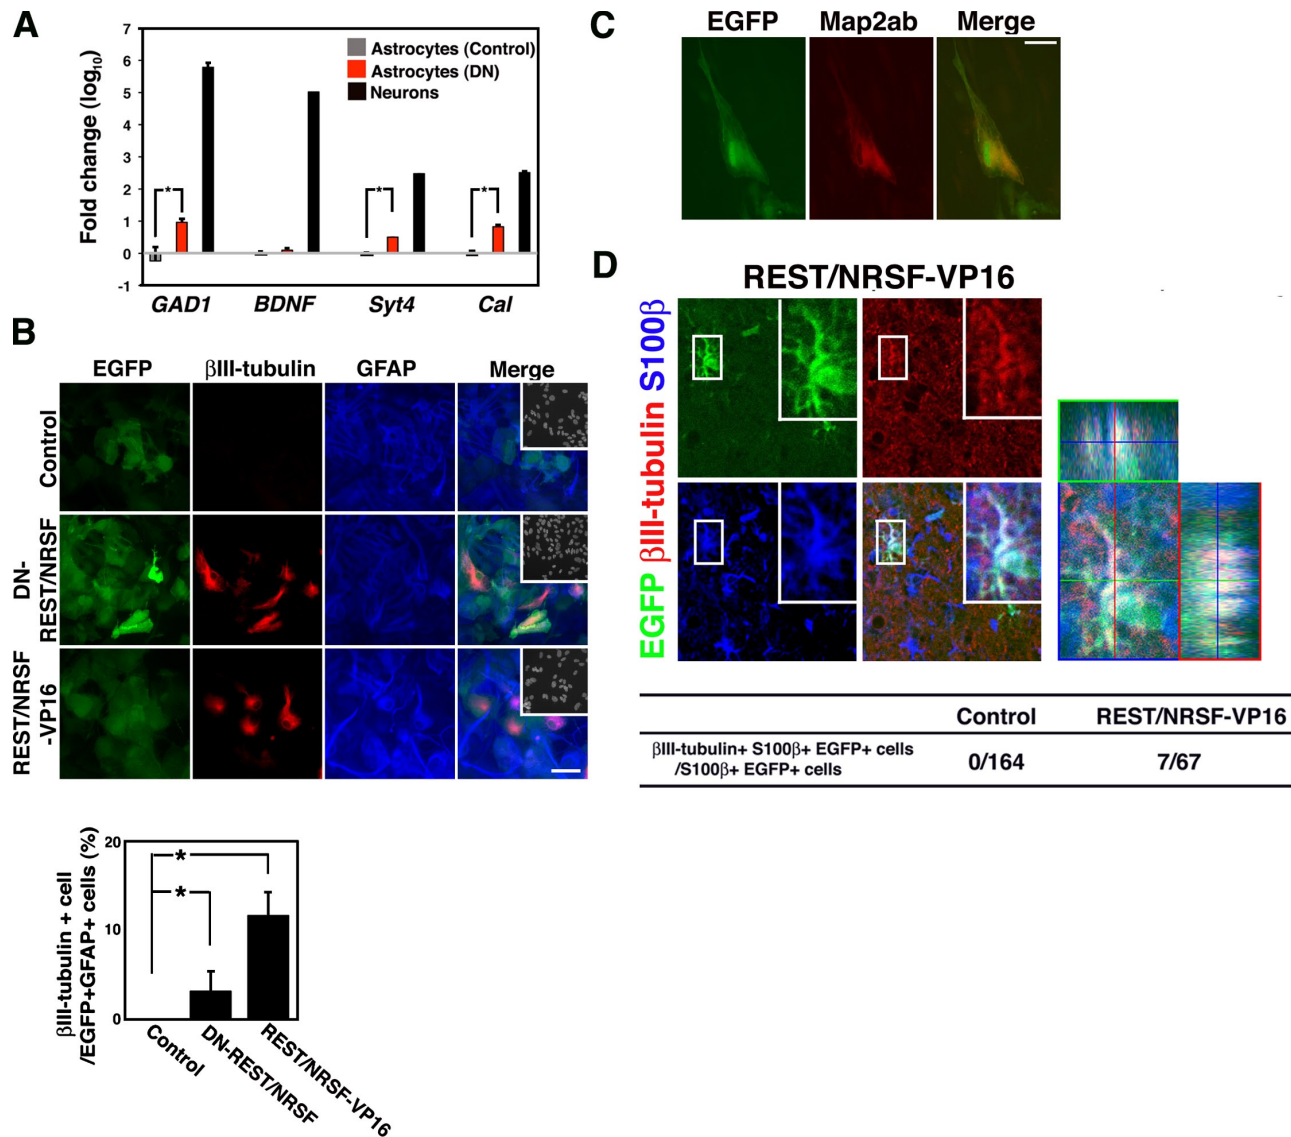 A
7
6
5
4
3
2
1
0
-1
Fold change (log10)
Astrocytes (Control)
Astrocytes (DN)
Neurons
*
*
*
GAD1 BDNF Syt4 Cal
B
EGFP βIII-tubulin GFAP Merge
Control
DN-
REST/NRSF
REST/NRSF
-VP16
βIII-tubulin + cell
/EGFP+GFAP+ cells (%)
20
10
0
*
*
Control
DN-REST/NRSF
REST/NRSF-VP16
C
EGFP Map2ab Merge
D
REST/NRSF-VP16
EGFP βIII-tubulin S100β
Control REST/NRSF-VP16
βIII-tubulin+ S100β+ EGFP+ cells
/S100β+ EGFP+ cells
0/164 7/67